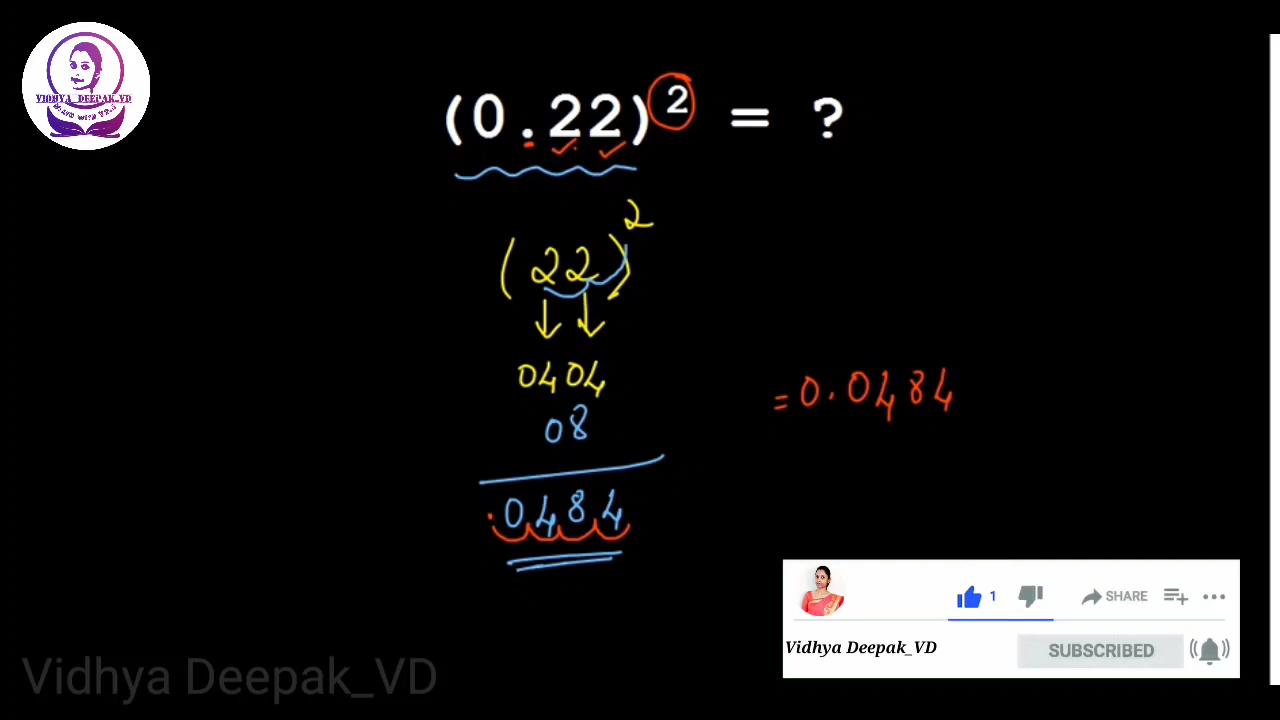 VIDHYA_DEEPAK_VD
(0.22)² = ?
(22)²
0404
08
.0484
= 0.0484
1
SHARE
Vidhya Deepak_VD
SUBSCRIBED
Vidhya Deepak_VD